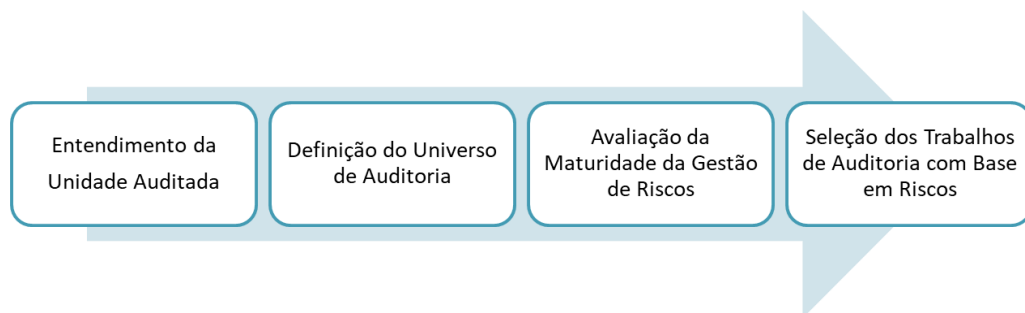 Entendimento da
Unidade Auditada
Definição do Universo
de Auditoria
Avaliação da
Maturidade da Gestão
de Riscos
Seleção dos Trabalhos
de Auditoria com Base
em Riscos